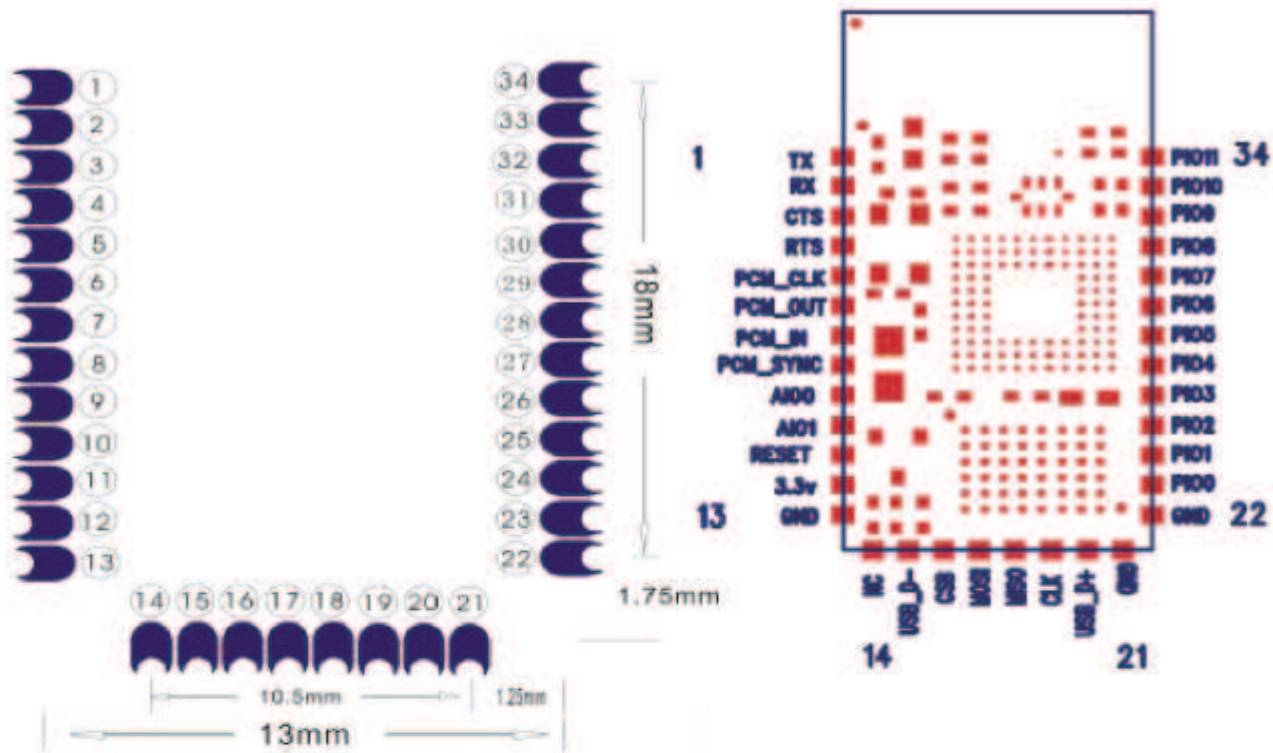 1
2
3
4
5
6
7
8
9
10
11
12
13
14 15 16 17 18 19 20 21
22
23
24
25
26
27
28
29
30
31
32
33
34
18mm
1.75mm
10.5mm
1.25mm
13mm
1
TX
RX
CTS
RTS
PCM_CLK
PCM_OUT
PCM_IN
PCM_SYNC
AIO0
AIO1
RESET
3.3v
GND
13
NC
USB_D-
CSB
MOSI
MISO
CLK
USB_D+
GND
14
21
PIO11
PIO10
PIO9
PIO8
PIO7
PIO6
PIO5
PIO4
PIO3
PIO2
PIO1
PIO0
GND
34
22